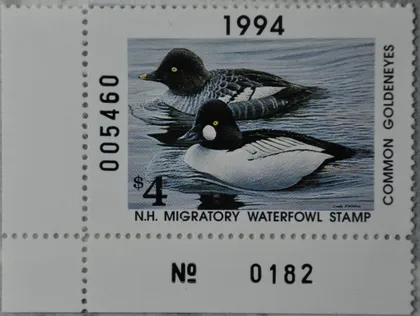 1994
005460
COMMON GOLDENEYES
$4
N.H. MIGRATORY WATERFOWL STAMP
№ 0182